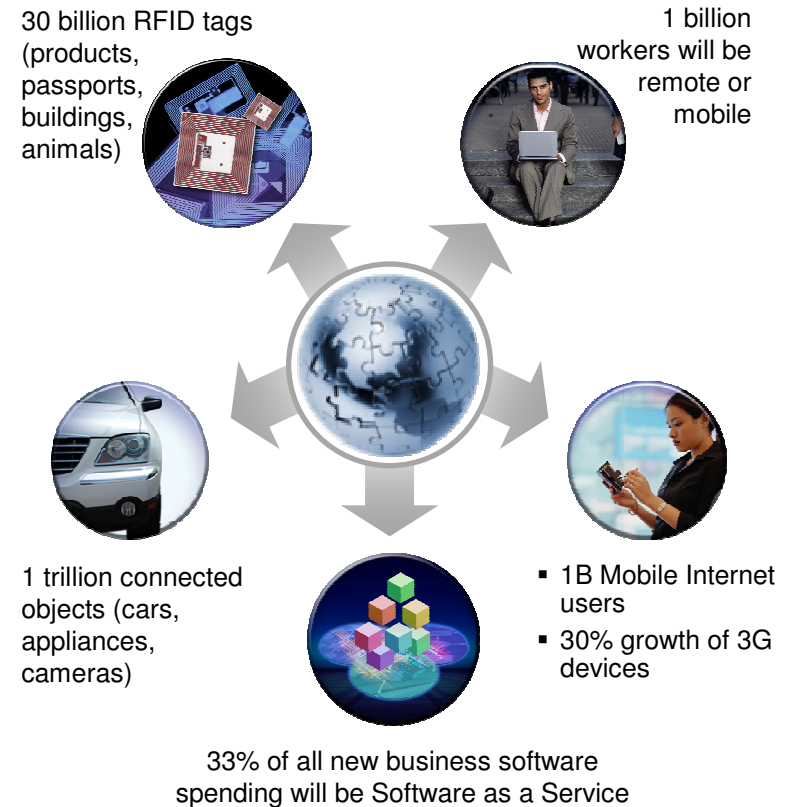 30 billion RFID tags
(products,
passports,
buildings,
animals)
1 billion
workers will be
remote or
mobile
1 trillion connected
objects (cars,
appliances,
cameras)
▪ 1B Mobile Internet
users
▪ 30% growth of 3G
devices
33% of all new business software
spending will be Software as a Service